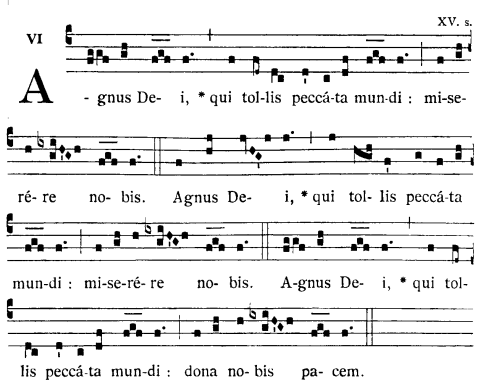 XV. s.
VI
A - gnus De- i, * qui tol-lis peccá-ta mun-di : mi-se-
ré- re no- bis. Agnus De- i, * qui tol- lis peccá-ta
mun-di : mi-se-ré- re no- bis. A-gnus De- i, * qui tol-
lis peccá-ta mun-di : dona no-bis pa- cem.